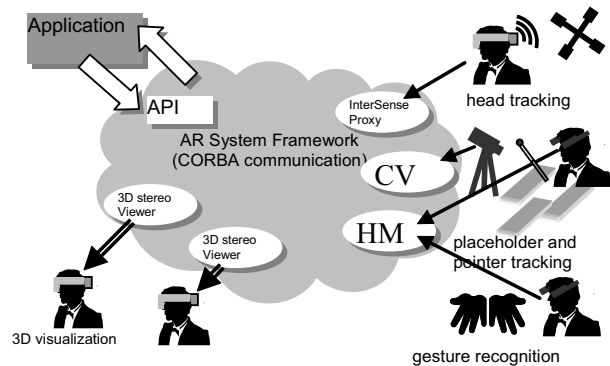 Application
API
InterSense
Proxy
head tracking
AR System Framework
(CORBA communication)
CV
3D stereo
Viewer
HM
3D stereo
Viewer
placeholder and
pointer tracking
3D visualization
gesture recognition